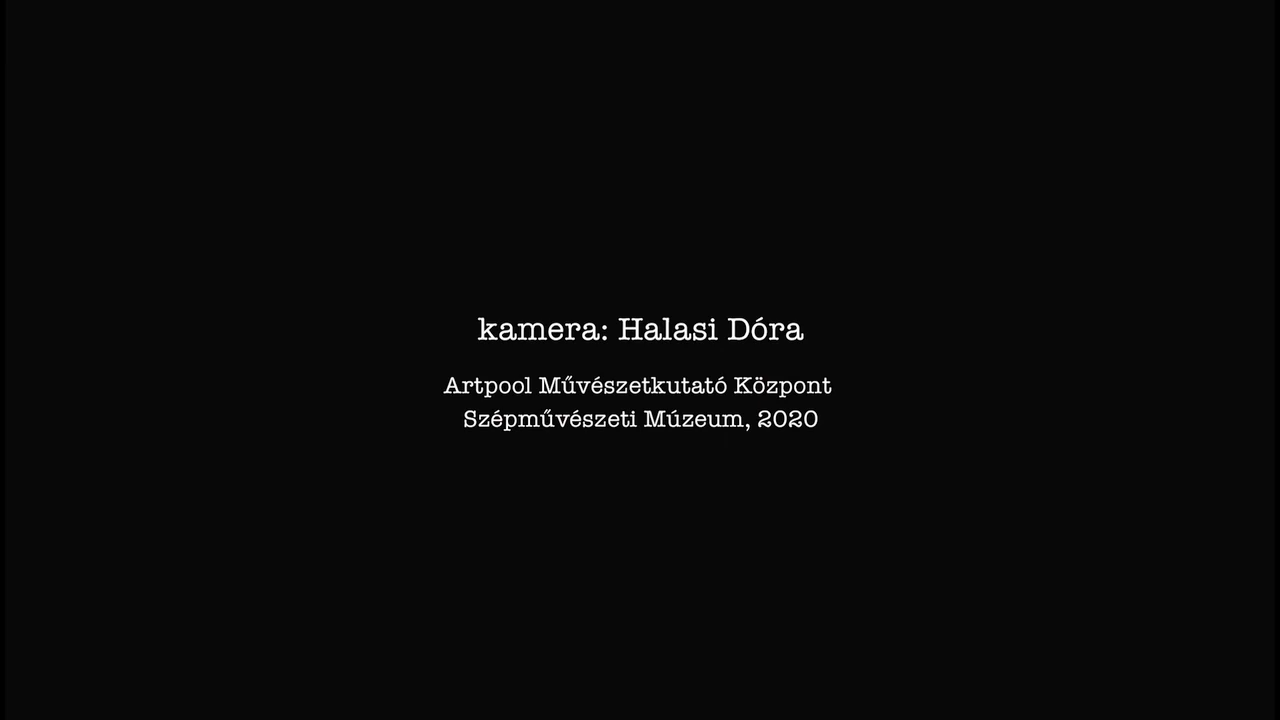 kamera: Halasi Dóra
Artpool Művészetkutató Központ
Szépművészeti Múzeum, 2020